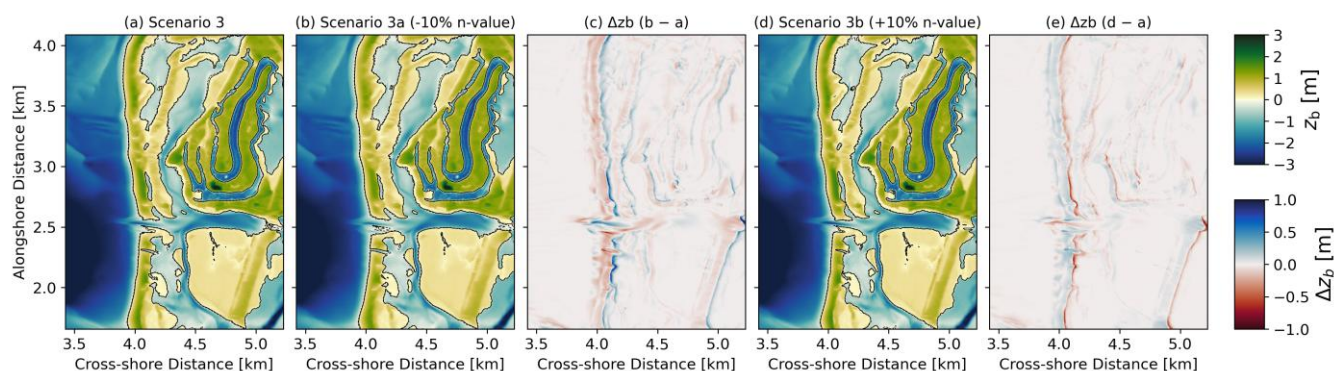 (a) Scenario 3
(b) Scenario 3a (-10% n-value)
(c) Δzb (b − a)
(d) Scenario 3b (+10% n-value)
(e) Δzb (d − a)
Alongshore Distance [km]
4.0
3.5
3.0
2.5
2.0
3.5 4.0 4.5 5.0
3.5 4.0 4.5 5.0
3.5 4.0 4.5 5.0
3.5 4.0 4.5 5.0
3.5 4.0 4.5 5.0
Cross-shore Distance [km]
Cross-shore Distance [km]
Cross-shore Distance [km]
Cross-shore Distance [km]
Cross-shore Distance [km]
3
2
1
0
−1
−2
−3
z_b [m]
1.0
0.5
0.0
−0.5
−1.0
Δz_b [m]